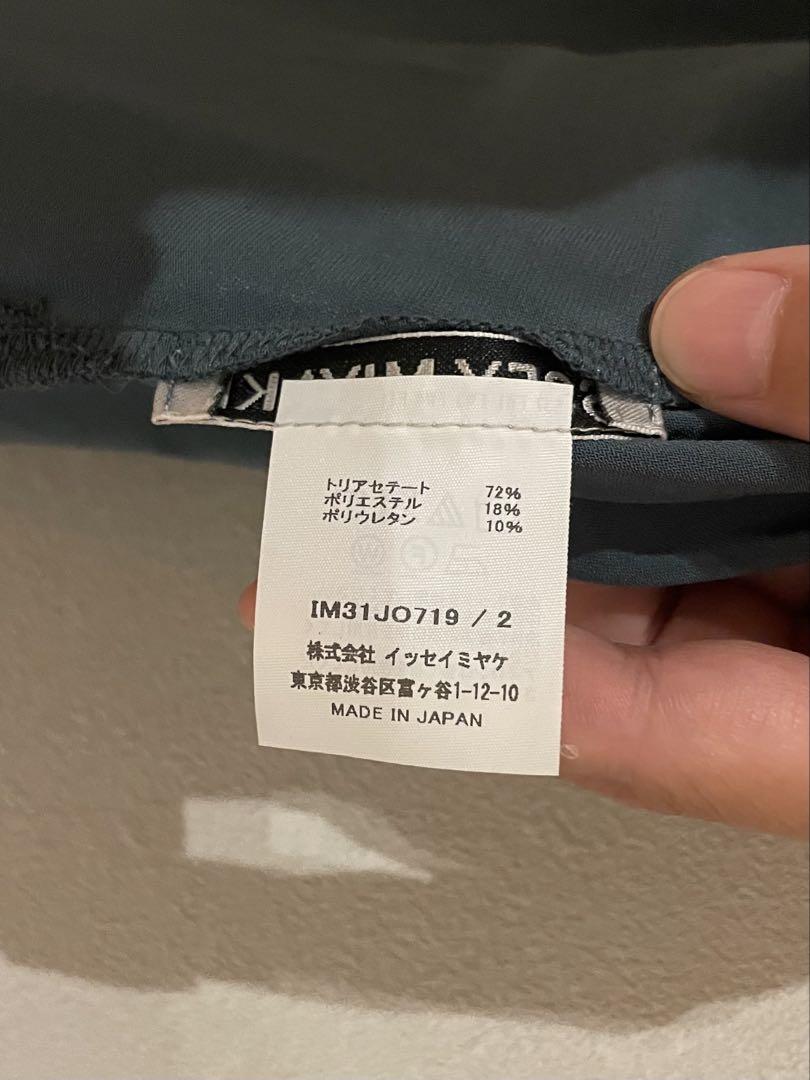 トリアセテート 72%
ポリエステル 18%
ポリウレタン 10%
IM31JO719 / 2
株式会社 イッセイミヤケ
東京都渋谷区富ヶ谷1-12-10
MADE IN JAPAN